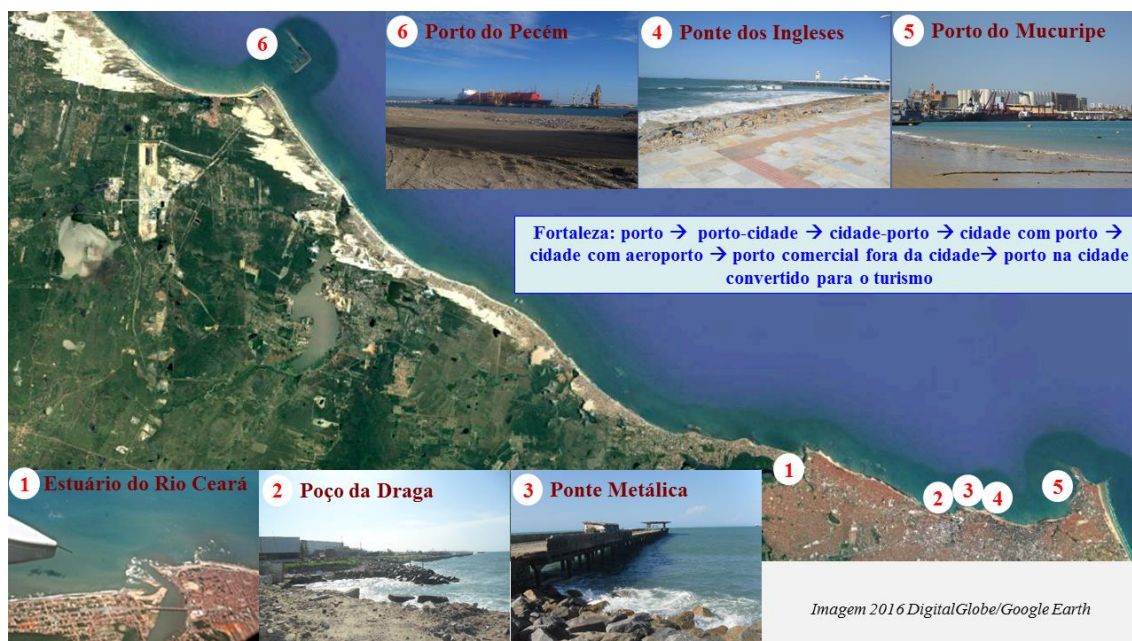 6 Porto do Pecém
4 Ponte dos Ingleses
5 Porto do Mucuripe
6
Fortaleza: porto → porto-cidade → cidade-porto → cidade com porto →
cidade com aeroporto → porto comercial fora da cidade→ porto na cidade
convertido para o turismo
1 Estuário do Rio Ceará
2 Poço da Draga
3 Ponte Metálica
1
2
3
4
5
Imagem 2016 DigitalGlobe/Google Earth